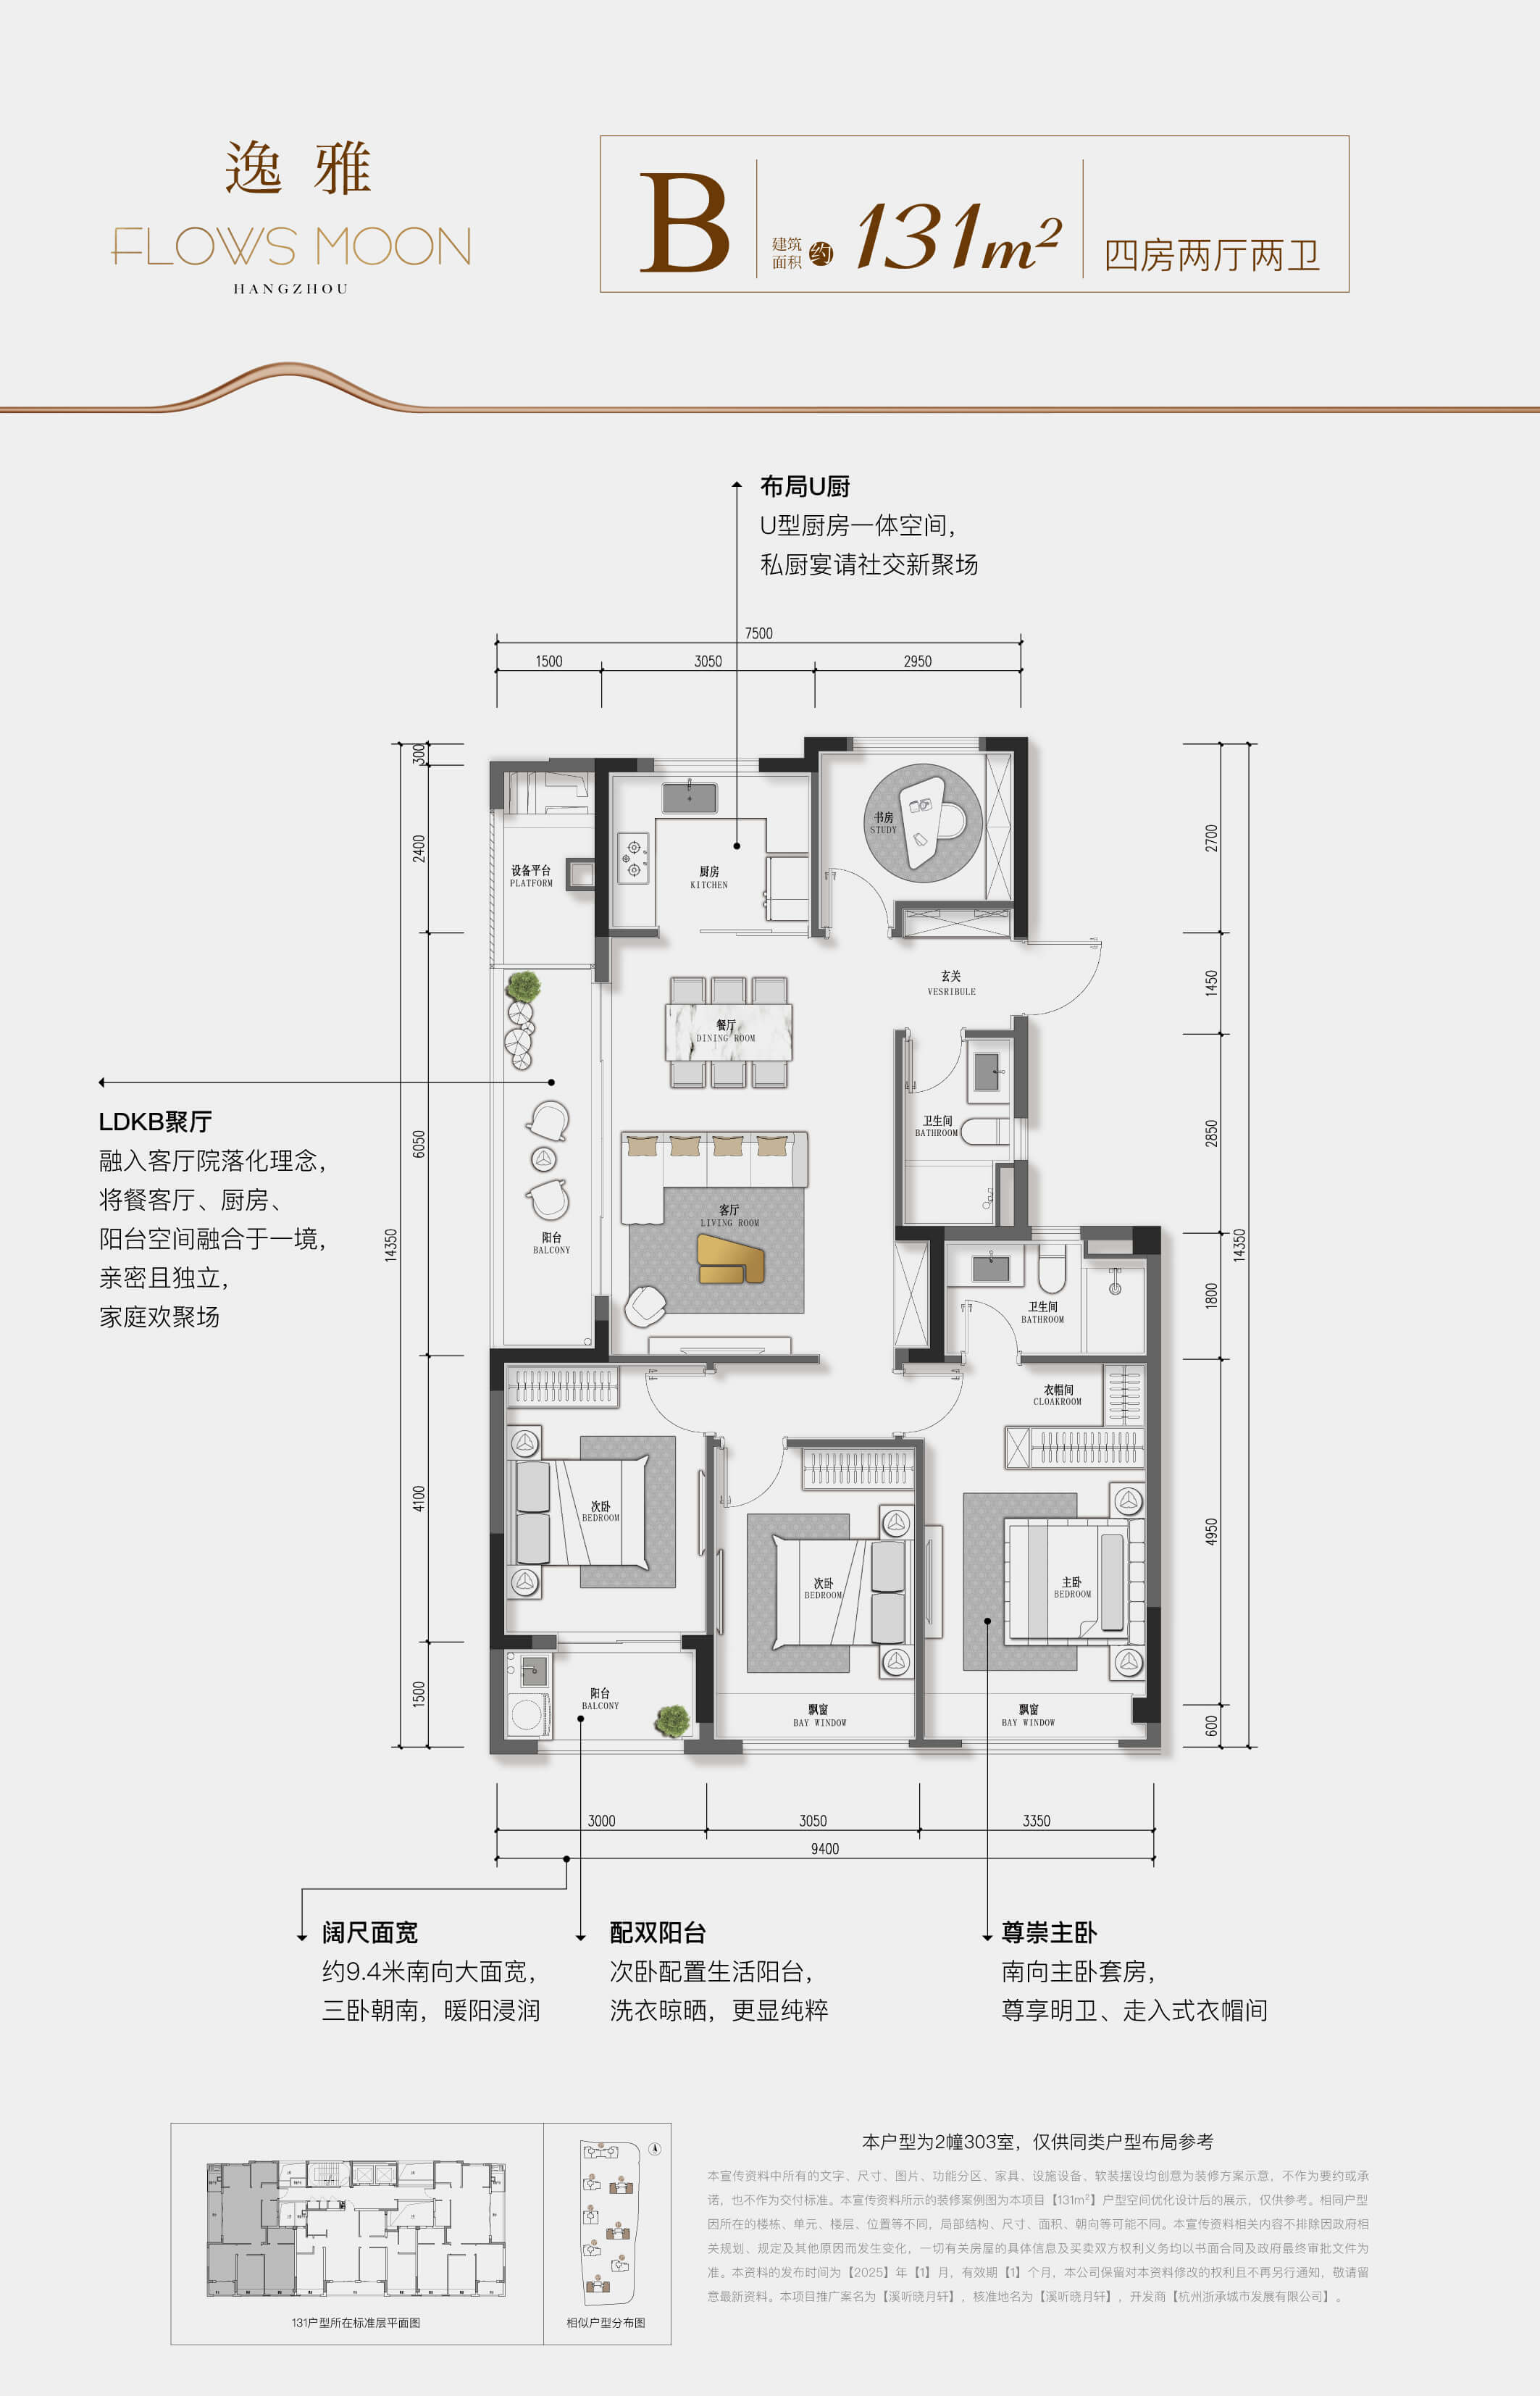 逸雅
FLOWS MOON
HANGZHOU
B
建筑
面积
约
131m²
四房两厅两卫
布局U厨
U型厨房一体空间,
私厨宴请社交新聚场
7500
1500
3050
2950
300
2400
6050
14350
4100
1500
2700
1450
2850
1800
14350
4950
600
设备平台
PLATFORM
厨房
KITCHEN
书房
STUDY
玄关
VESRIBULE
餐厅
DINING ROOM
卫生间
BATHROOM
客厅
LIVING ROOM
阳台
BALCONY
卫生间
BATHROOM
衣帽间
CLOAKROOM
次卧
BEDROOM
次卧
BEDROOM
主卧
BEDROOM
阳台
BALCONY
飘窗
BAY WINDOW
飘窗
BAY WINDOW
LDKB聚厅
融入客厅院落化理念,
将餐客厅、厨房、
阳台空间融合于一境,
亲密且独立,
家庭欢聚场
3000
3050
3350
9400
阔尺面宽
约9.4米南向大面宽,
三卧朝南，暖阳浸润
配双阳台
次卧配置生活阳台,
洗衣晾晒，更显纯粹
尊崇主卧
南向主卧套房,
尊享明卫、走入式衣帽间
131户型所在标准层平面图
相似户型分布图
本户型为2幢303室，仅供同类户型布局参考
本宣传资料中所有的文字、尺寸、图片、功能分区、家具、设施设备、软装摆设均创意为装修方案示意，不作为要约或承
诺，也不作为交付标准。本宣传资料所示的装修案例图为本项目【131m²】户型空间优化设计后的展示，仅供参考。相同户型
因所在的楼栋、单元、楼层、位置等不同，局部结构、尺寸、面积、朝向等可能不同。本宣传资料相关内容不排除因政府相
关规划、规定及其他原因而发生变化，一切有关房屋的具体信息及买卖双方权利义务均以书面合同及政府最终审批文件为
准。本资料的发布时间为【2025】年【1】月，有效期【1】个月，本公司保留对本资料修改的权利且不再另行通知，敬请留
意最新资料。本项目推广案名为【溪听晓月轩】，核准地名为【溪听晓月轩】，开发商【杭州浙承城市发展有限公司】。